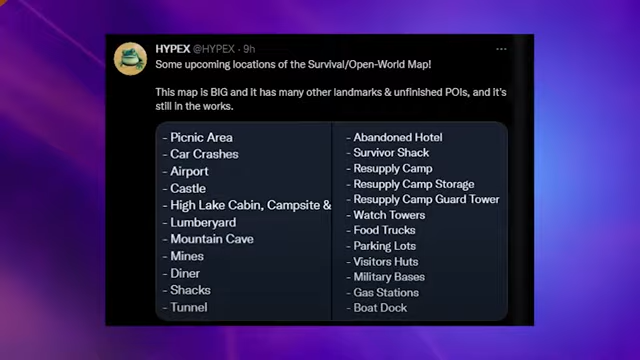 HYPEX @HYPEX · 9h
Some upcoming locations of the Survival/Open-World Map!
This map is BIG and it has many other landmarks & unfinished POIs, and it's
still in the works.
- Picnic Area
- Car Crashes
- Airport
- Castle
- High Lake Cabin, Campsite &
- Lumberyard
- Mountain Cave
- Mines
- Diner
- Shacks
- Tunnel
- Abandoned Hotel
- Survivor Shack
- Resupply Camp
- Resupply Camp Storage
- Resupply Camp Guard Tower
- Watch Towers
- Food Trucks
- Parking Lots
- Visitors Huts
- Military Bases
- Gas Stations
- Boat Dock